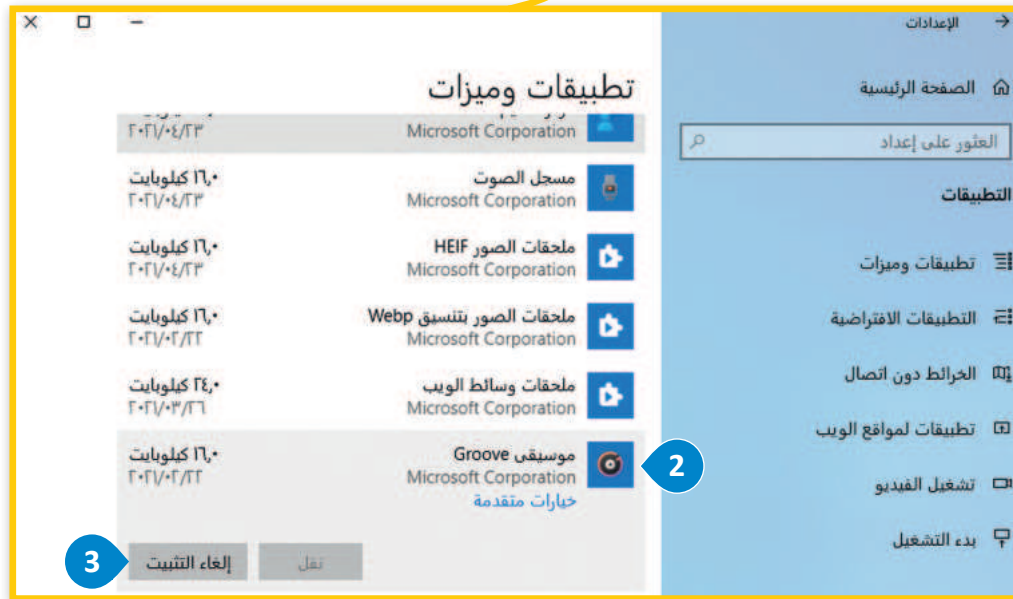 الإعدادات
الصفحة الرئيسية
العثور على إعداد
التطبيقات
تطبيقات وميزات
التطبيقات الافتراضية
الخرائط دون اتصال
تطبيقات لمواقع الويب
تشغيل الفيديو
بدء التشغيل
تطبيقات وميزات
Microsoft Corporation ٢٠٢١/٠٤/٢٣
مسجل الصوت ١٦,٠ كيلوبايت
Microsoft Corporation ٢٠٢١/٠٤/٢٣
ملحقات الصور HEIF ١٦,٠ كيلوبايت
Microsoft Corporation ٢٠٢١/٠٤/٢٣
ملحقات الصور بتنسيق Webp ١٦,٠ كيلوبايت
Microsoft Corporation ٢٠٢١/٠٢/٢٢
ملحقات وسائط الويب ٢٤,٠ كيلوبايت
Microsoft Corporation ٢٠٢١/٠٣/٢٦
2
موسيقى Groove ١٦,٠ كيلوبايت
Microsoft Corporation ٢٠٢١/٠٢/٢٢
خيارات متقدمة
نقل
إلغاء التثبيت
3